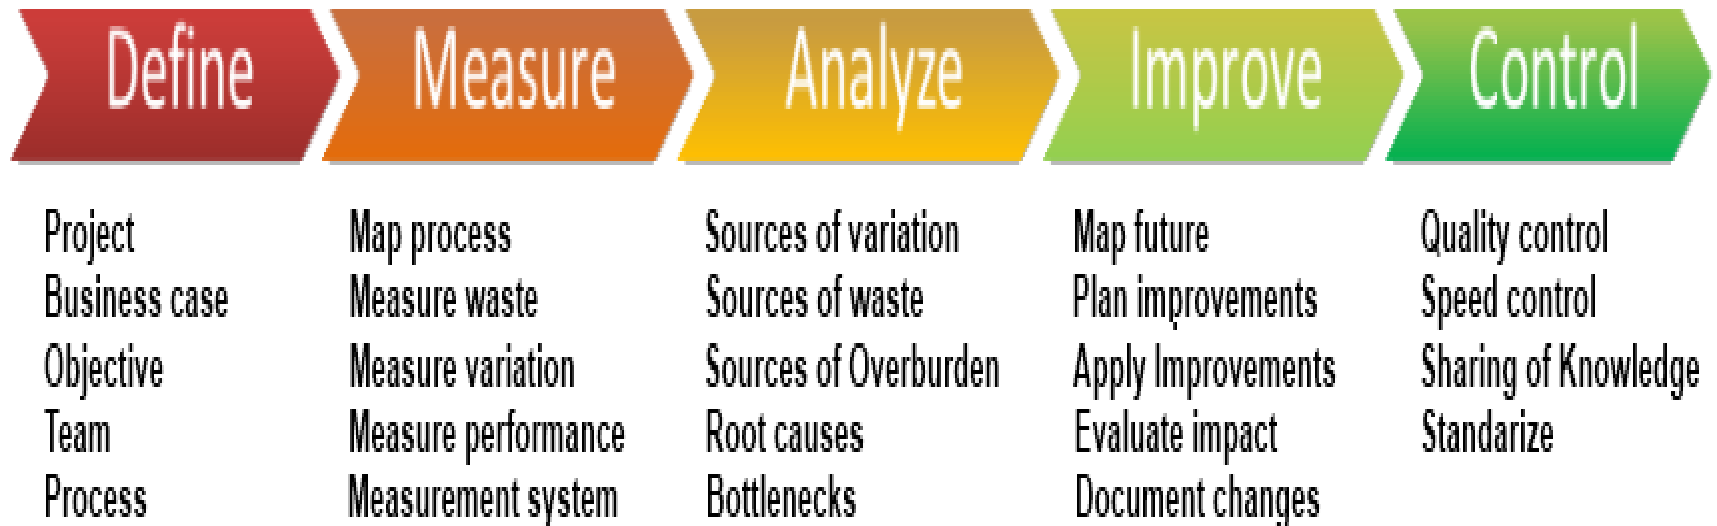 Define
Measure
Analyze
Improve
Control
Project
Business case
Objective
Team
Process
Map process
Measure waste
Measure variation
Measure performance
Measurement system
Sources of variation
Sources of waste
Sources of Overburden
Root causes
Bottlenecks
Map future
Plan improvements
Apply Improvements
Evaluate impact
Document changes
Quality control
Speed control
Sharing of Knowledge
Standarize